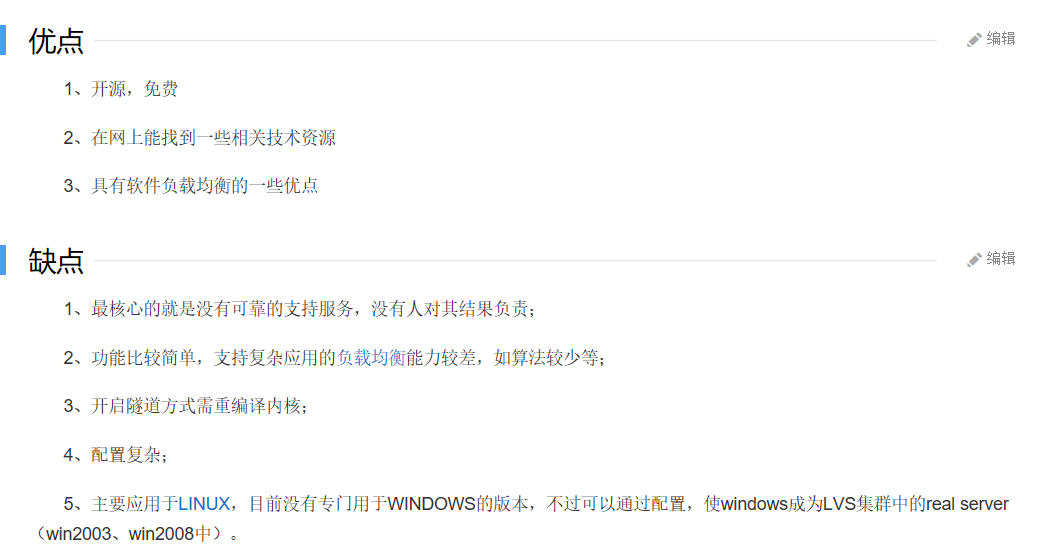 优点
编辑
1、开源，免费
2、在网上能找到一些相关技术资源
3、具有软件负载均衡的一些优点
缺点
编辑
1、最核心的就是没有可靠的支持服务，没有人对其结果负责；
2、功能比较简单，支持复杂应用的负载均衡能力较差，如算法较少等；
3、开启隧道方式需重编译内核；
4、配置复杂；
5、主要应用于LINUX，目前没有专门用于WINDOWS的版本，不过可以通过配置，使windows成为LVS集群中的real server
（win2003、win2008中）。